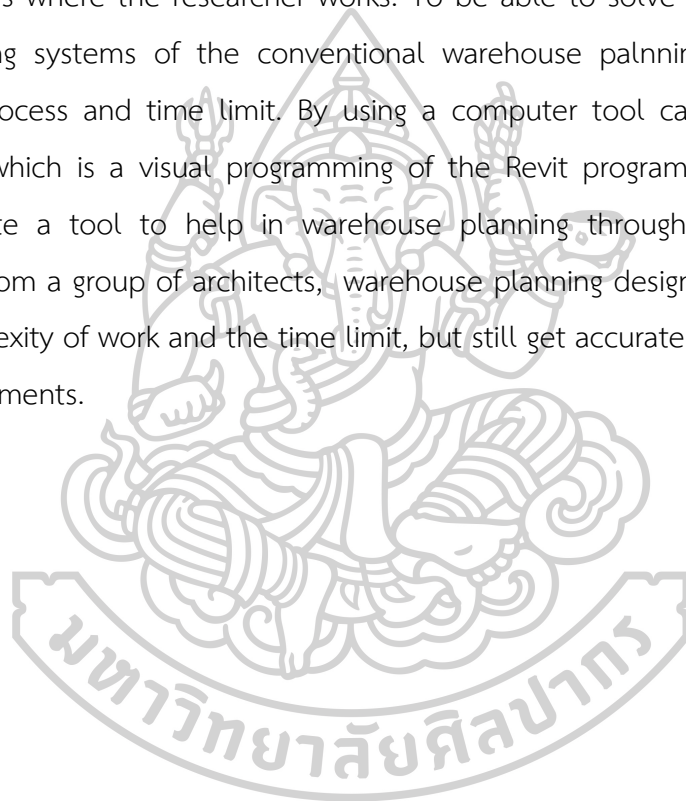 s where the researcher works. To be able to solve
ng systems of the conventional warehouse palnnin
ocess and time limit. By using a computer tool ca
which is a visual programming of the Revit program
te a tool to help in warehouse planning through
om a group of architects, warehouse planning design
exity of work and the time limit, but still get accurate
ments.
มหาวิทยาลัยศิลปากร